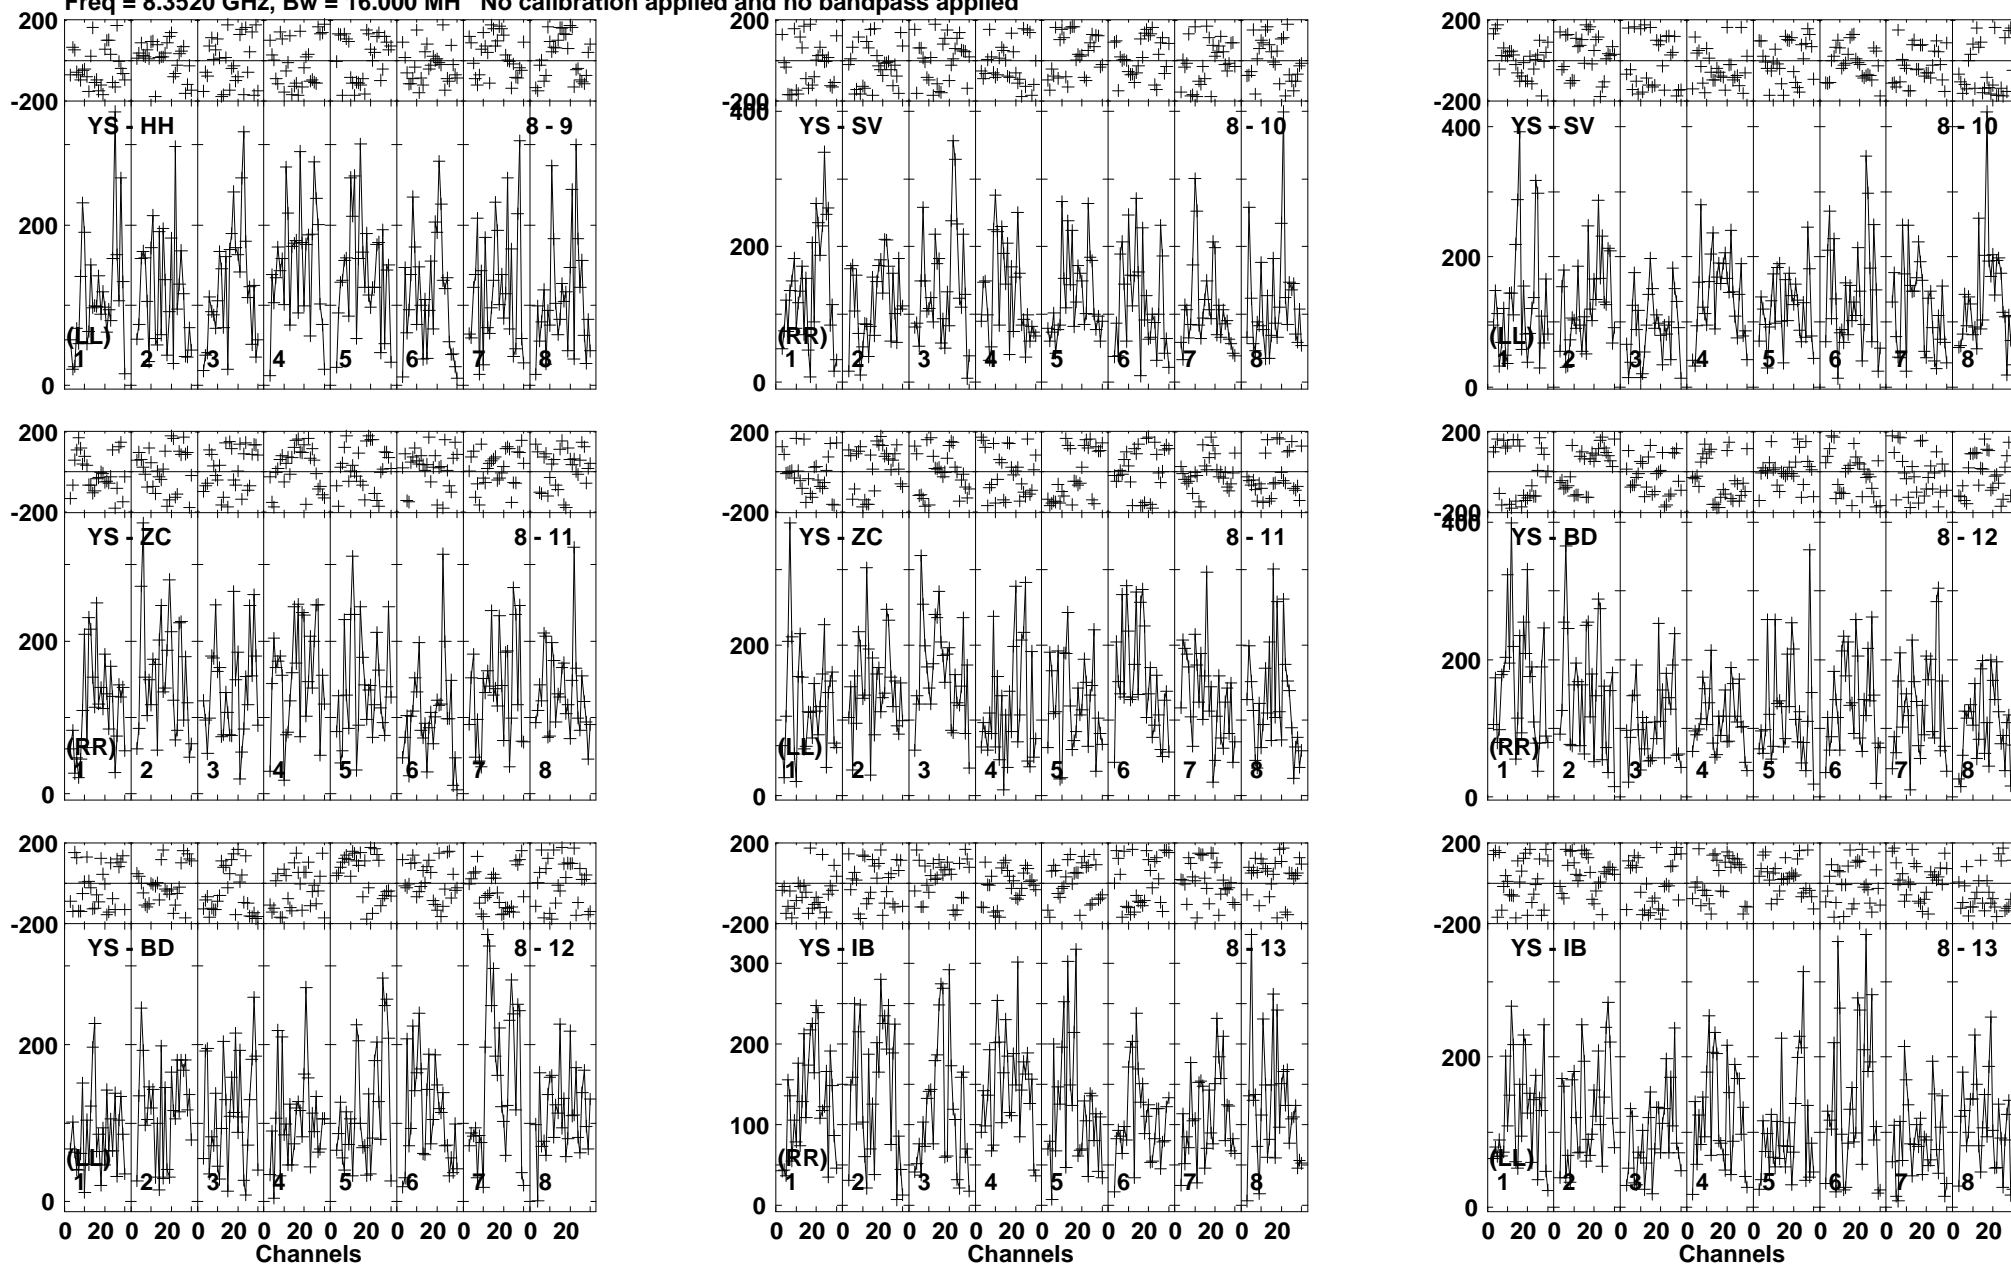 Freq = 8.3520 GHz, Bw = 16.000 MH No calibration applied and no bandpass applied
200
-200
YS - HH 8 - 9
200
(LL)
1 2 3 4 5 6 7 8
0
200
-200
400
YS - SV 8 - 10
200
(RR)
1 2 3 4 5 6 7 8
0
200
-200
400
YS - SV 8 - 10
200
(LL)
1 2 3 4 5 6 7 8
0
200
-200
YS - ZC 8 - 11
200
(RR)
1 2 3 4 5 6 7 8
0
200
-200
YS - ZC 8 - 11
200
(LL)
1 2 3 4 5 6 7 8
0
200
-200
400
YS - BD 8 - 12
200
(RR)
1 2 3 4 5 6 7 8
0
200
-200
YS - BD 8 - 12
200
(LL)
1 2 3 4 5 6 7 8
0
0 20 0 20 0 20 0 20 0 20 0 20 0 20 0 20
Channels
200
-200
300
YS - IB 8 - 13
200
100
(RR)
1 2 3 4 5 6 7 8
0
0 20 0 20 0 20 0 20 0 20 0 20 0 20 0 20
Channels
200
-200
YS - IB 8 - 13
200
(LL)
1 2 3 4 5 6 7 8
0
0 20 0 20 0 20 0 20 0 20 0 20 0 20 0 20
Channels